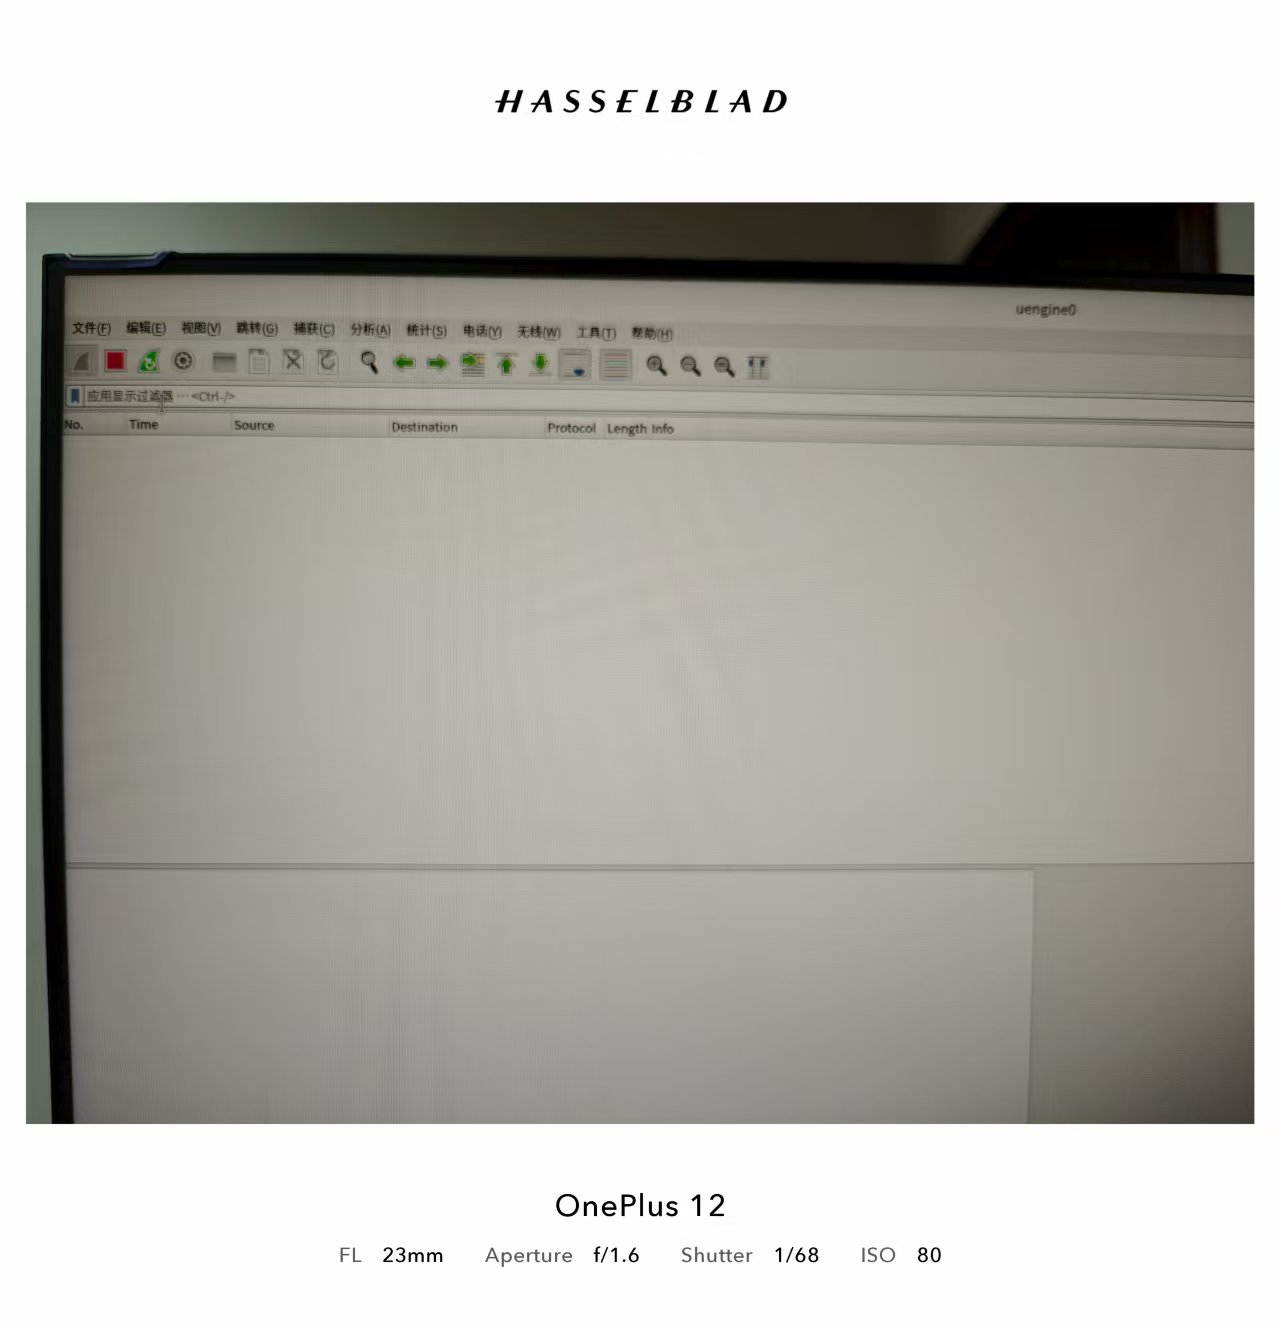 HASSELBLAD
uengine0
文件(F) 编辑(E) 视图(V) 跳转(G) 捕获(C) 分析(A) 统计(S) 电话(Y) 无线(W) 工具(T) 帮助(H)
应用显示过滤器 … <Ctrl-/>
No. Time Source Destination Protocol Length Info
OnePlus 12
FL 23mm Aperture f/1.6 Shutter 1/68 ISO 80